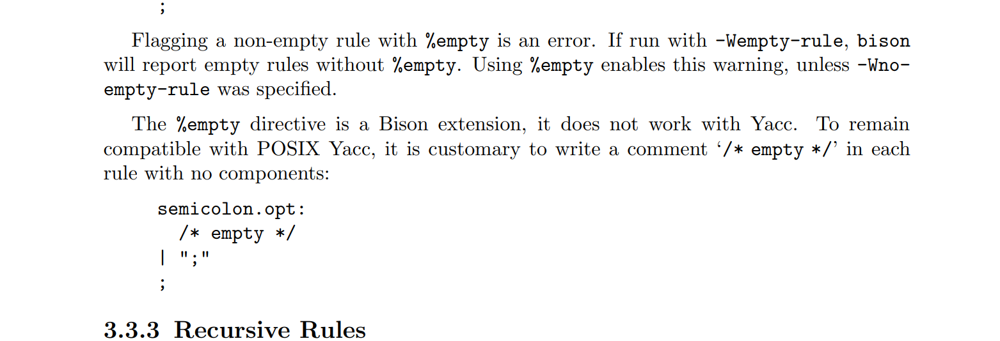 ;
Flagging a non-empty rule with %empty is an error. If run with -Wempty-rule, bison
will report empty rules without %empty. Using %empty enables this warning, unless -Wno-
empty-rule was specified.
The %empty directive is a Bison extension, it does not work with Yacc. To remain
compatible with POSIX Yacc, it is customary to write a comment ‘/* empty */’ in each
rule with no components:
semicolon.opt:
/* empty */
| ";"
;
3.3.3 Recursive Rules